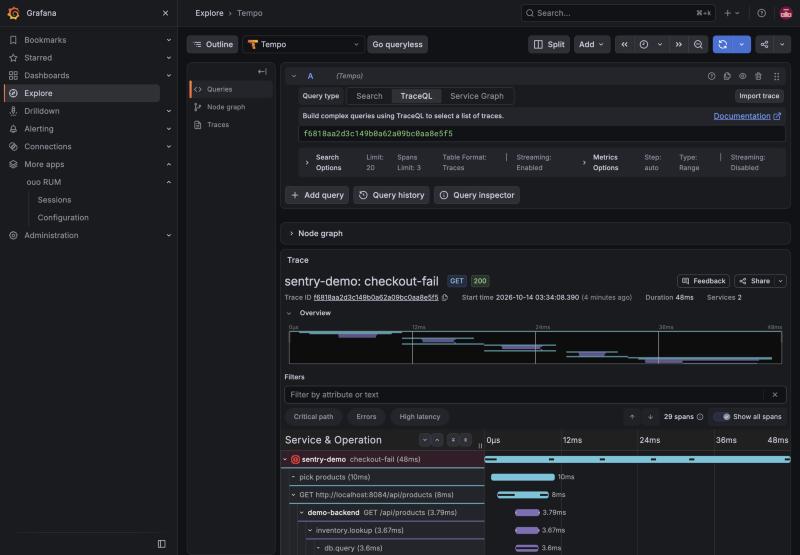 Grafana
Explore › Tempo
Search...
⌘+k
Bookmarks
Starred
Dashboards
Explore
Drilldown
Alerting
Connections
More apps
ouo RUM
Sessions
Configuration
Administration
Outline
Tempo
Go queryless
Split
Add
Queries
Node graph
Traces
A (Tempo)
Query type Search TraceQL Service Graph Import trace
Build complex queries using TraceQL to select a list of traces. Documentation
f6818aa2d3c149b0a62a09bc0aa8e5f5
Search Options Limit: 20 Spans Limit: 3 Table Format: Traces Streaming: Enabled Metrics Options Step: auto Type: Range Streaming: Disabled
Add query Query history Query inspector
Node graph
Trace
sentry-demo: checkout-fail GET 200 Feedback Share
Trace ID f6818aa2d3c149b0a62a09bc0aa8e5f5 Start time 2026-10-14 03:34:08.390 (4 minutes ago) Duration 48ms Services 2
Overview
0µs 12ms 24ms 36ms 48ms
Filters
Filter by attribute or text
Critical path Errors High latency 29 spans Show all spans
Service & Operation 0µs 12ms 24ms 36ms 48ms
sentry-demo checkout-fail (48ms)
pick products (10ms) 10ms
GET http://localhost:8084/api/products (8ms) 8ms
demo-backend GET /api/products (3.79ms) 3.79ms
inventory.lookup (3.67ms) 3.67ms
db.query (3.6ms) 3.6ms